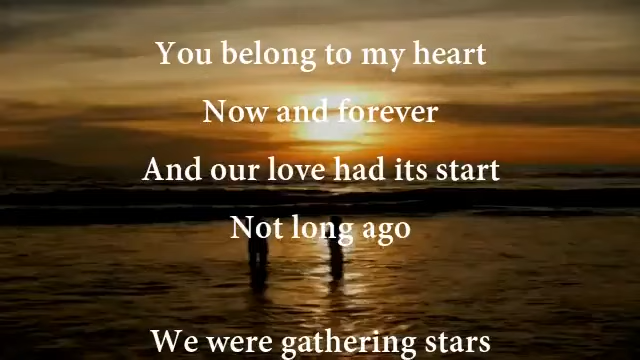 You belong to my heart
Now and forever
And our love had its start
Not long ago
We were gathering stars